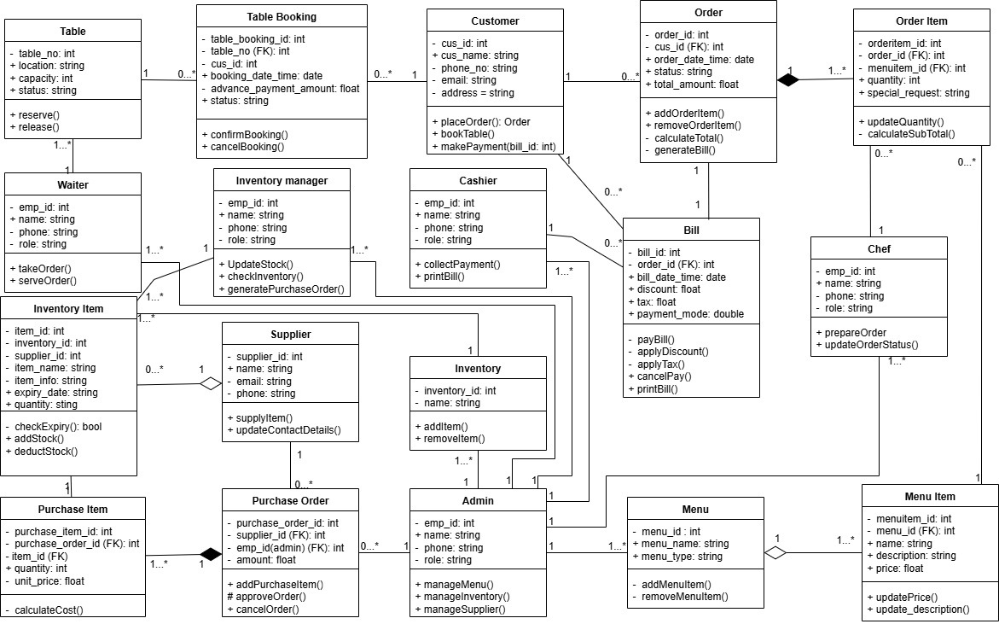 Table
- table_no: int
+ location: string
+ capacity: int
+ status: string
+ reserve()
+ release()
1
0...*
Table Booking
- table_booking_id: int
- table_no (FK): int
- cus_id: int
+ booking_date_time: date
- advance_payment_amount: float
+ status: string
+ confirmBooking()
+ cancelBooking()
0...*
1
Customer
- cus_id: int
+ cus_name: string
- phone_no: string
- email: string
- address = string
+ placeOrder(): Order
+ bookTable()
+ makePayment(bill_id: int)
1
0...*
Order
- order_id: int
- cus_id (FK): int
+ order_date_time: date
+ status: string
+ total_amount: float
+ addOrderItem()
+ removeOrderItem()
- calculateTotal()
- generateBill()
1
1...*
Order Item
- orderitem_id: int
- order_id (FK): int
- menuitem_id (FK): int
+ quantity: int
+ special_request: string
+ updateQuantity()
- calculateSubTotal()
1...*
1
1
0...*
1
1
0...*
0...*
Waiter
- emp_id: int
+ name: string
- phone: string
- role: string
+ takeOrder()
+ serveOrder()
1...*
Inventory manager
- emp_id: int
+ name: string
- phone: string
- role: string
+ UpdateStock()
+ checkInventory()
+ generatePurchaseOrder()
1
1...*
1...*
Cashier
- emp_id: int
+ name: string
- phone: string
- role: string
+ collectPayment()
+ printBill()
1
0...*
1...*
Bill
- bill_id: int
- order_id (FK): int
+ bill_date_time: date
+ discount: float
+ tax: float
+ payment_mode: double
- payBill()
- applyDiscount()
- applyTax()
+ cancelPay()
+ printBill()
1
Chef
- emp_id: int
+ name: string
- phone: string
- role: string
+ prepareOrder
+ updateOrderStatus()
1...*
Inventory Item
- item_id: int
- inventory_id: int
- supplier_id: int
- item_name: string
- item_info: string
+ expiry_date: string
+ quantity: sting
- checkExpiry(): bool
+ addStock()
+ deductStock()
1...*
0...*
1
Supplier
- supplier_id: int
+ name: string
- email: string
- phone: string
+ supplyItem()
+ updateContactDetails()
1
0...*
1
Inventory
- inventory_id: int
- name: string
+ addItem()
+ removeItem()
1...*
1
1
1
1
1
Purchase Item
- purchase_item_id: int
- purchase_order_id (FK): int
-item_id (FK)
+ quantity: int
- unit_price: float
- calculateCost()
1...*
1
Purchase Order
- purchase_order_id: int
- supplier_id (FK): int
- emp_id(admin) (FK): int
- amount: float
+ addPurchaseItem()
# approveOrder()
+ cancelOrder()
0...*
1
Admin
- emp_id: int
+ name: string
- phone: string
- role: string
+ manageMenu()
+ manageInventory()
+ manageSupplier()
1
1
1
1...*
Menu
- menu_id : int
+ menu_name: string
+ menu_type: string
- addMenuItem()
- removeMenuItem()
1
1...*
1
Menu Item
- menuitem_id: int
- menu_id (FK): int
+ name: string
+ description: string
+ price: float
+ updatePrice()
+ update_description()